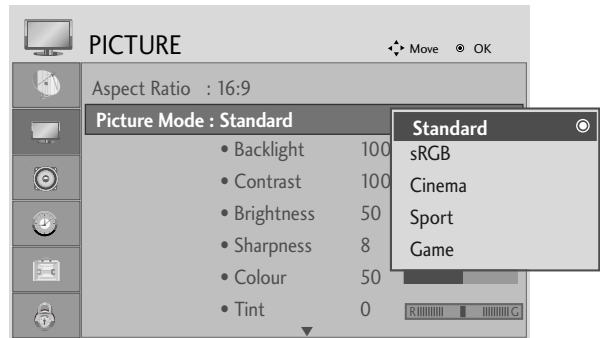 PICTURE Move OK
Aspect Ratio : 16:9
Picture Mode : Standard
• Backlight 100
• Contrast 100
• Brightness 50
• Sharpness 8
• Colour 50
• Tint 0 R G
Standard
sRGB
Cinema
Sport
Game